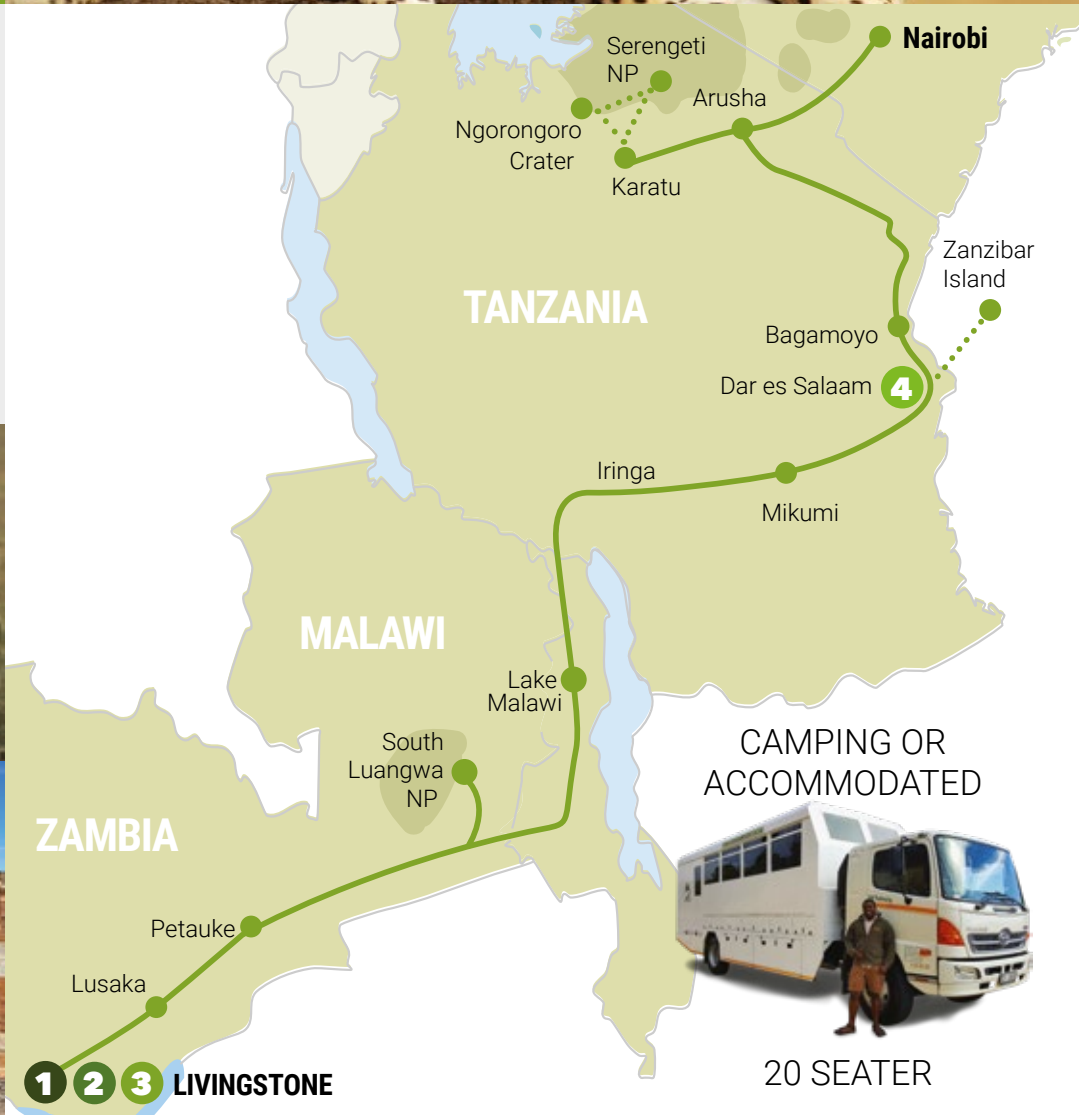 Nairobi
Serengeti
NP
Arusha
Ngorongoro
Crater
Karatu
Zanzibar
Island
TANZANIA
Bagamoyo
Dar es Salaam 4
Iringa
Mikumi
MALAWI
Lake
Malawi
South
Luangwa
NP
CAMPING OR
ACCOMMODATED
ZAMBIA
Petauke
Lusaka
1 2 3 LIVINGSTONE
20 SEATER